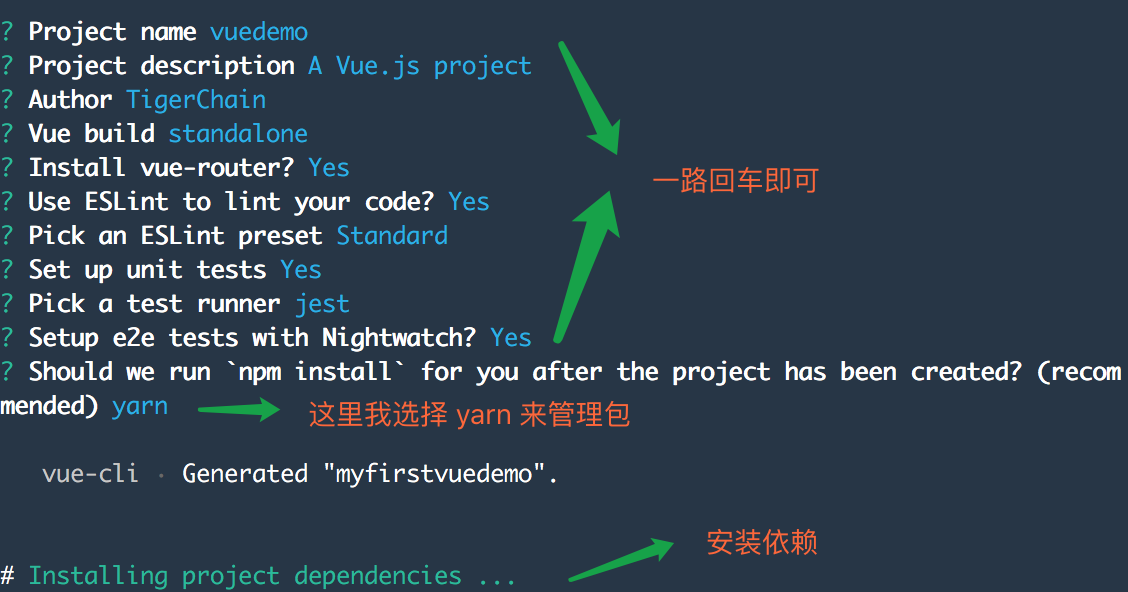 ? Project name vuedemo
? Project description A Vue.js project
? Author TigerChain
? Vue build standalone
? Install vue-router? Yes
一路回车即可
? Use ESLint to lint your code? Yes
? Pick an ESLint preset Standard
? Set up unit tests Yes
? Pick a test runner jest
? Setup e2e tests with Nightwatch? Yes
? Should we run `npm install` for you after the project has been created? (recom
mended) yarn
这里我选择 yarn 来管理包
vue-cli · Generated "myfirstvuedemo".
安装依赖
# Installing project dependencies ...